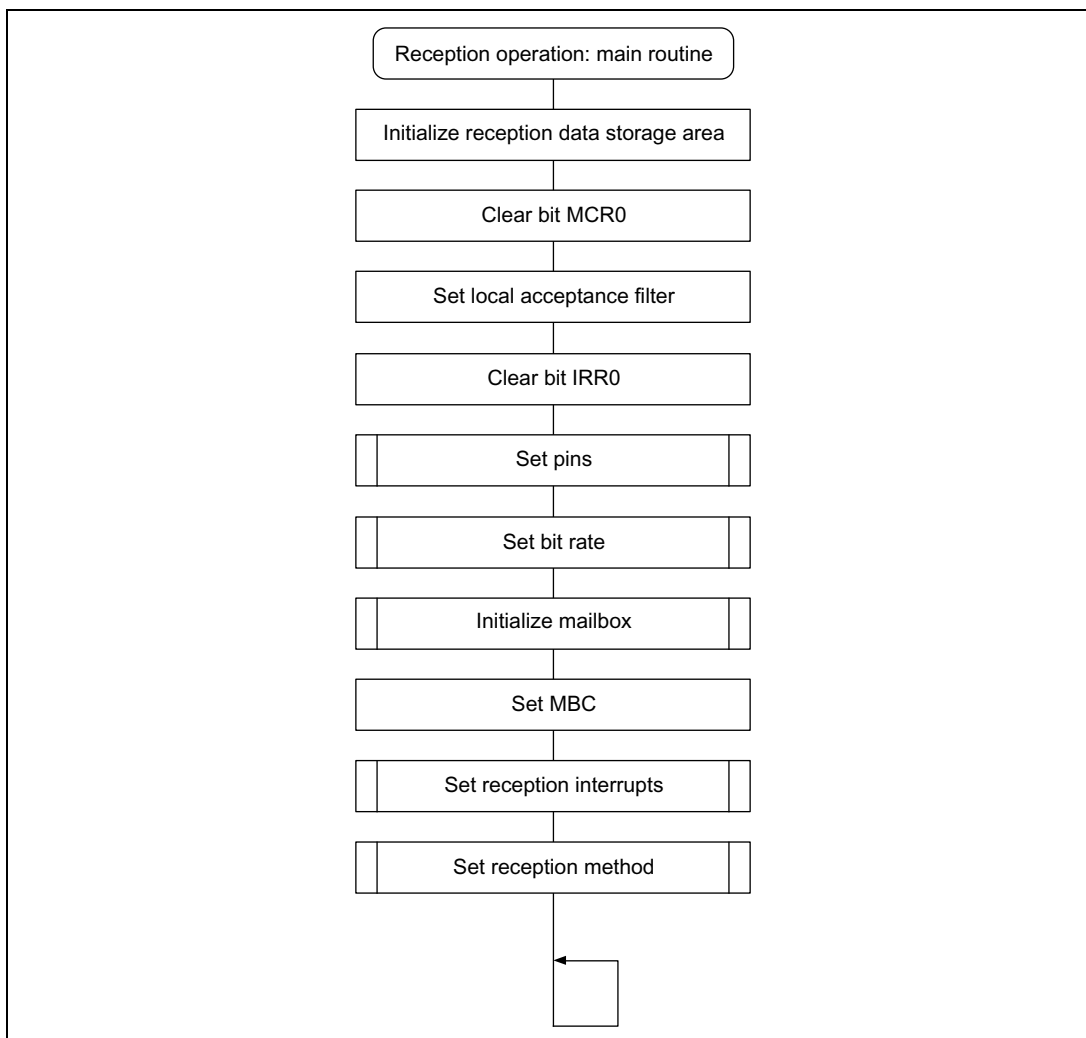 Reception operation: main routine
Initialize reception data storage area
Clear bit MCR0
Set local acceptance filter
Clear bit IRR0
Set pins
Set bit rate
Initialize mailbox
Set MBC
Set reception interrupts
Set reception method